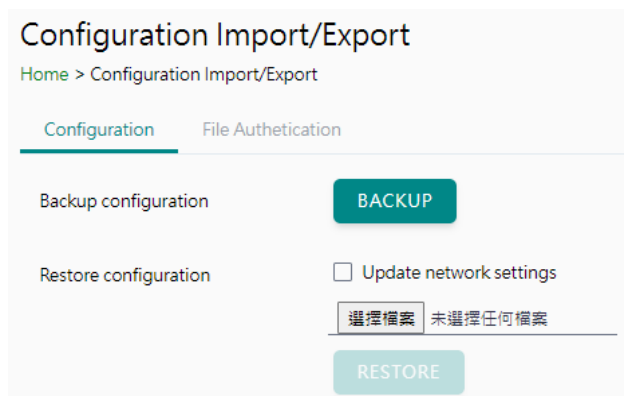 Configuration Import/Export
Home > Configuration Import/Export
Configuration File Authetication
Backup configuration BACKUP
Restore configuration Update network settings
選擇檔案 未選擇任何檔案
RESTORE